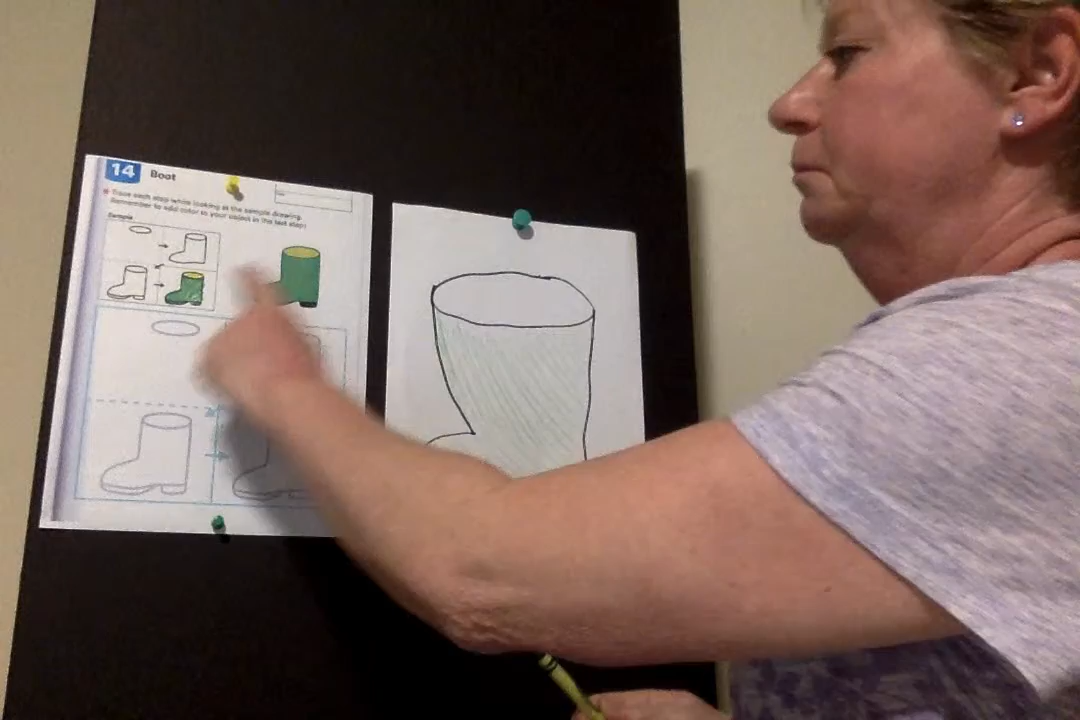 14 Boot
Trace each step while looking at the sample drawing.
Remember to add color to your object in the last step!
Sample